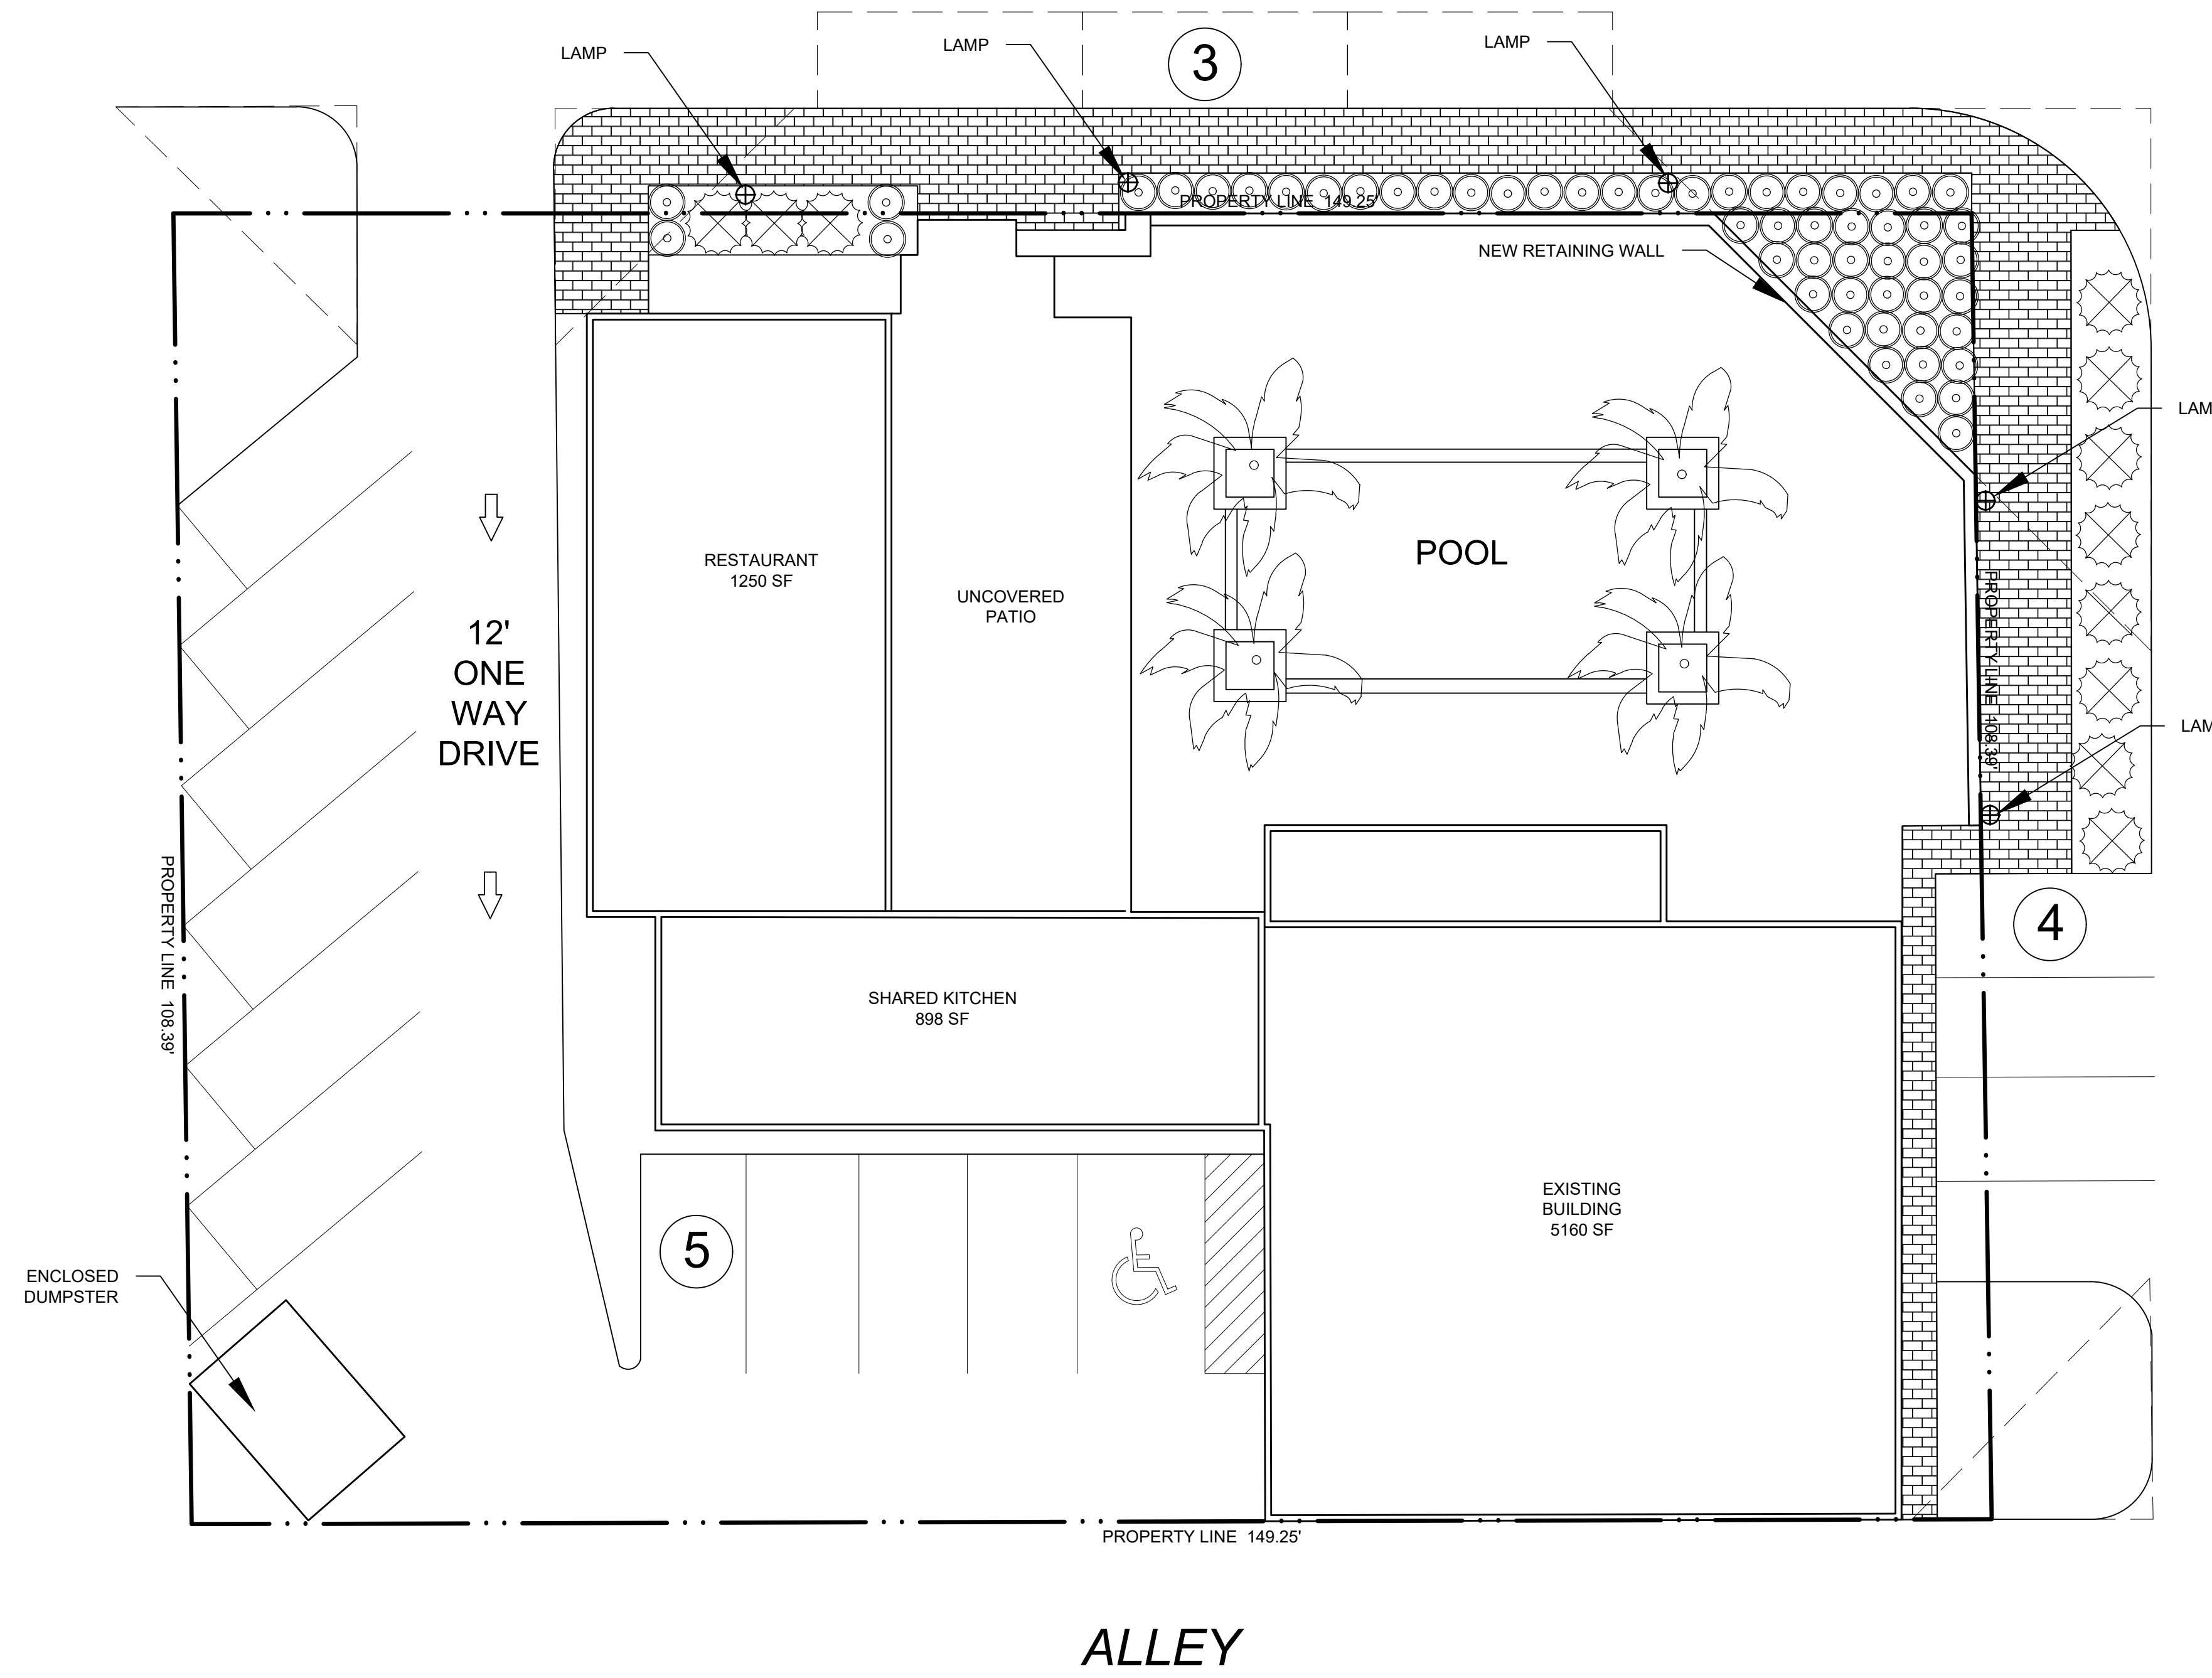 LAMP
LAMP
LAMP
3
PROPERTY LINE 149.25'
NEW RETAINING WALL
LAM
RESTAURANT
1250 SF
UNCOVERED
PATIO
POOL
12'
ONE
WAY
DRIVE
PROPERTY LINE 108.39'
LAM
PROPERTY LINE 108.39'
4
SHARED KITCHEN
898 SF
EXISTING
BUILDING
5160 SF
5
ENCLOSED
DUMPSTER
PROPERTY LINE 149.25'
ALLEY